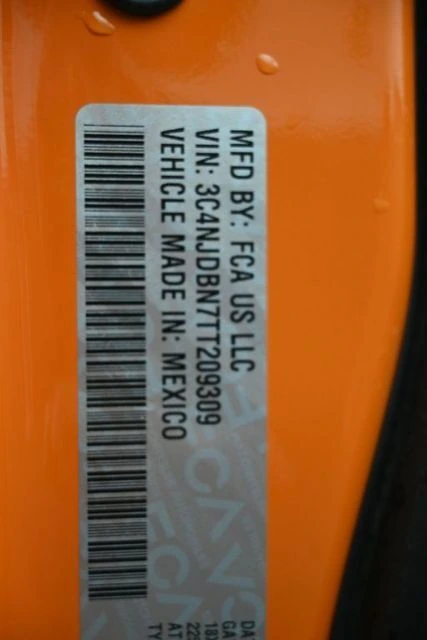 MFD BY: FCA US LLC
VIN: 3C4NJDBN7TT209309
VEHICLE MADE IN: MEXICO